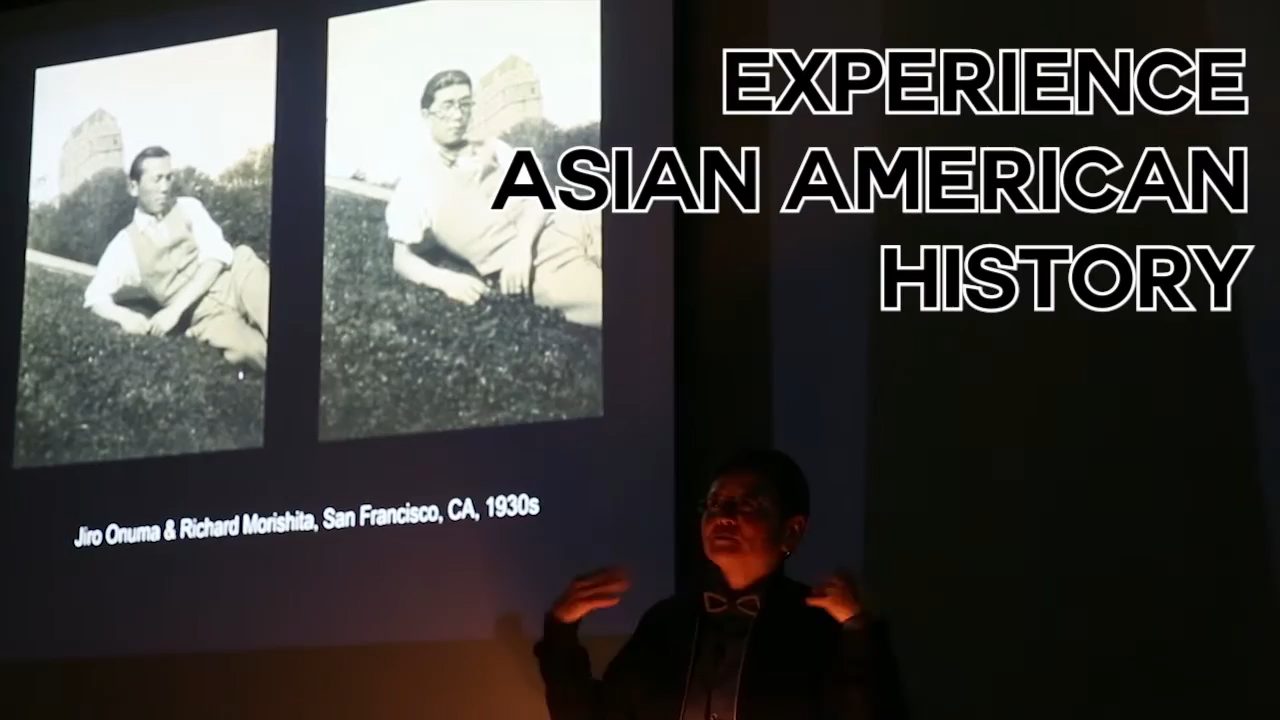 EXPERIENCE
ASIAN AMERICAN
HISTORY
Jiro Onuma & Richard Morishita, San Francisco, CA, 1930s